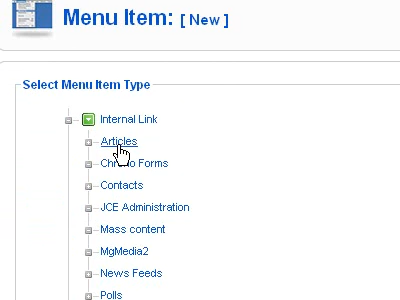 Menu Item: [ New ]
Select Menu Item Type
Internal Link
Articles
Chrono Forms
Contacts
JCE Administration
Mass content
MgMedia2
News Feeds
Polls